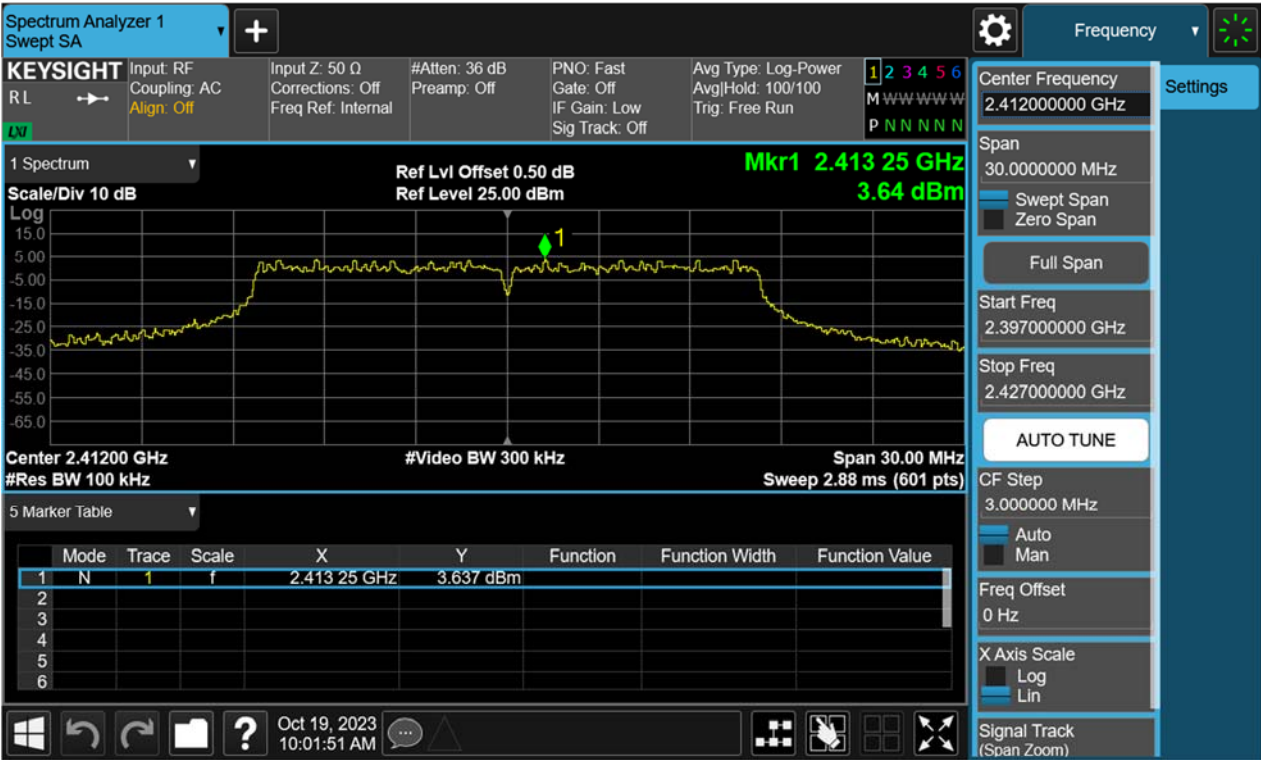 Spectrum Analyzer 1
Swept SA
Frequency
KEYSIGHT
R L
LXI
Input: RF
Coupling: AC
Align: Off
Input Z: 50 Ω
Corrections: Off
Freq Ref: Internal
#Atten: 36 dB
Preamp: Off
PNO: Fast
Gate: Off
IF Gain: Low
Sig Track: Off
Avg Type: Log-Power
Avg|Hold: 100/100
Trig: Free Run
1 2 3 4 5 6
M W W W W W
P N N N N N
1 Spectrum
Ref Lvl Offset 0.50 dB
Mkr1 2.413 25 GHz
Scale/Div 10 dB
Ref Level 25.00 dBm
3.64 dBm
Log
15.0
5.00
-5.00
-15.0
-25.0
-35.0
-45.0
-55.0
-65.0
1
Center 2.41200 GHz
#Video BW 300 kHz
Span 30.00 MHz
#Res BW 100 kHz
Sweep 2.88 ms (601 pts)
5 Marker Table
Mode Trace Scale X Y Function Function Width Function Value
1 N 1 f 2.413 25 GHz 3.637 dBm
2
3
4
5
6
?
Oct 19, 2023
10:01:51 AM
Center Frequency
2.412000000 GHz
Settings
Span
30.0000000 MHz
Swept Span
Zero Span
Full Span
Start Freq
2.397000000 GHz
Stop Freq
2.427000000 GHz
AUTO TUNE
CF Step
3.000000 MHz
Auto
Man
Freq Offset
0 Hz
X Axis Scale
Log
Lin
Signal Track
(Span Zoom)